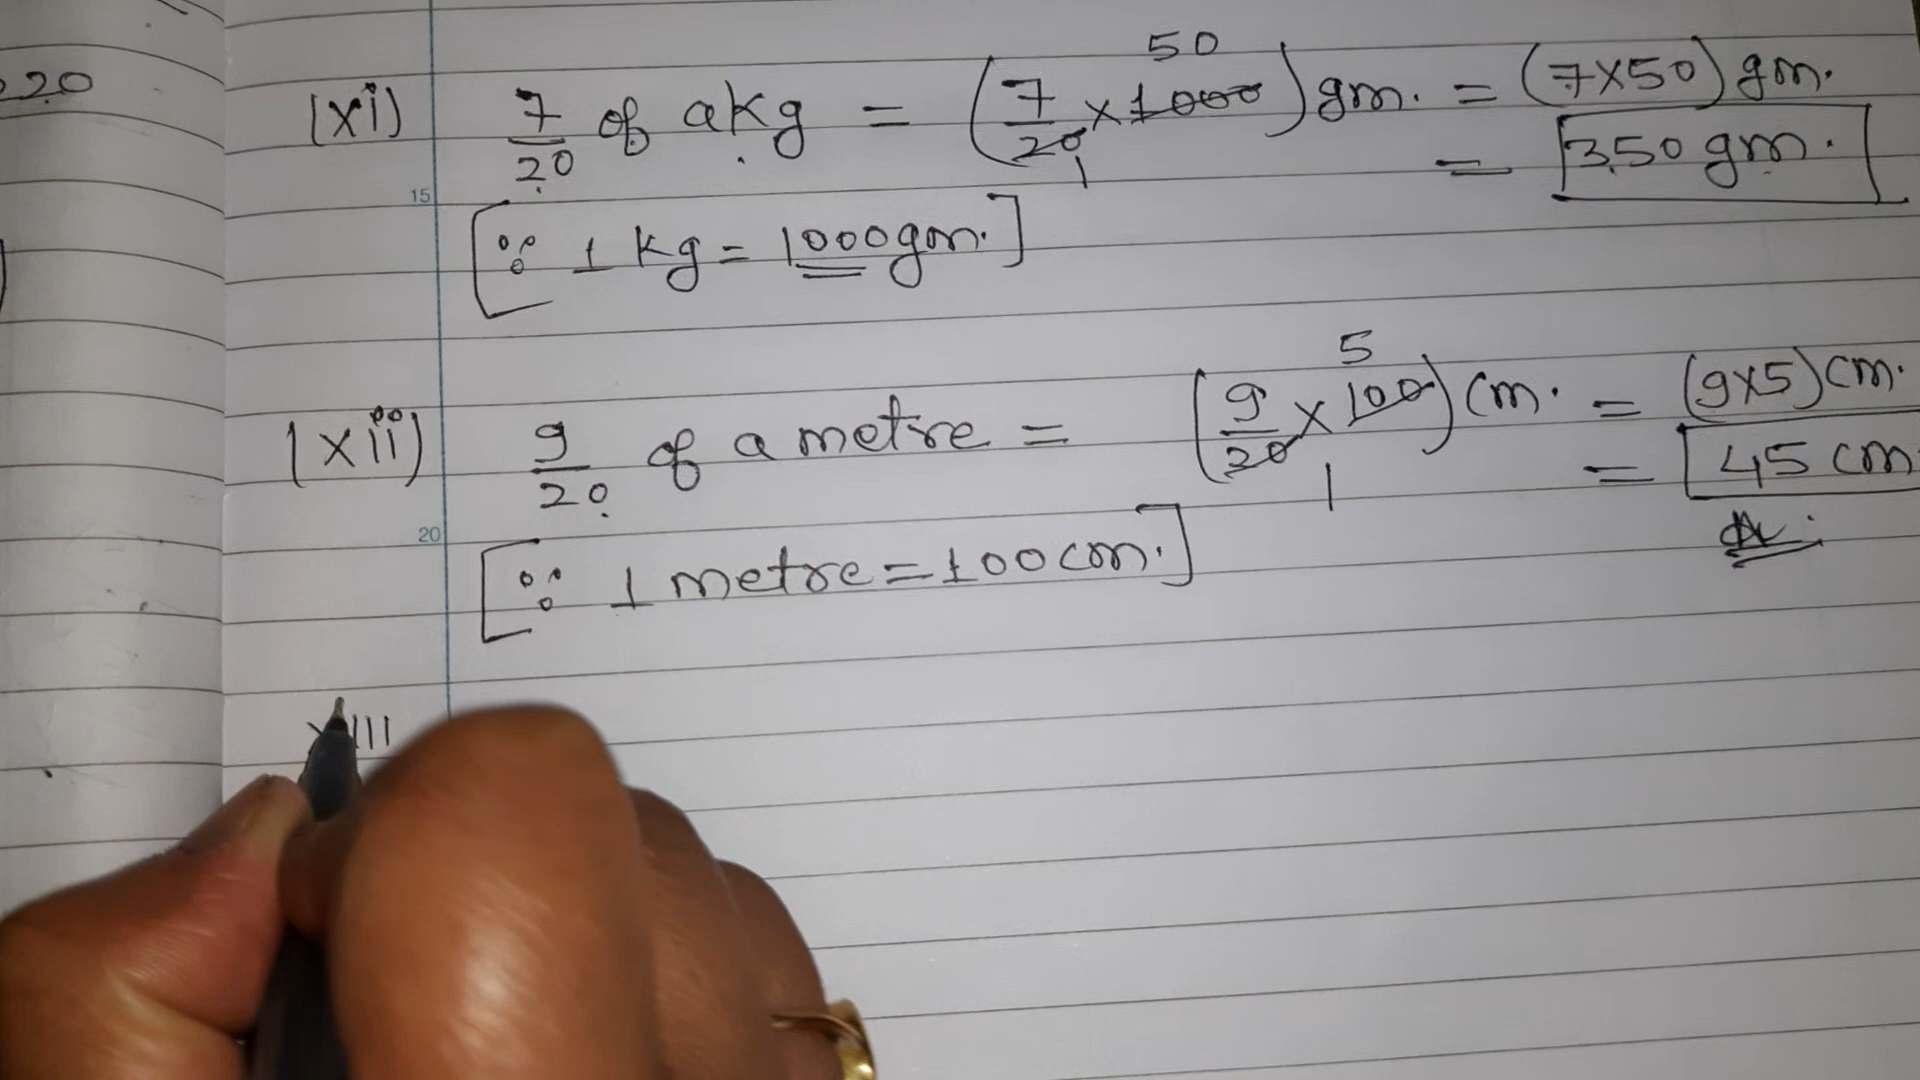 220
(xi) 7/20 of a kg = (7/20 × 1000) gm. = (7×50) gm.
50
1
= 350 gm.
15
[∵ 1 kg = 1000 gm.]
5
(xii) 9/20 of a metre = (9/20 × 100) cm. = (9×5) cm.
1
= 45 cm
20
[∵ 1 metre = 100 cm.]